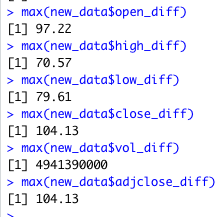 > max(new_data$open_diff)
[1] 97.22
> max(new_data$high_diff)
[1] 70.57
> max(new_data$low_diff)
[1] 79.61
> max(new_data$close_diff)
[1] 104.13
> max(new_data$vol_diff)
[1] 4941390000
> max(new_data$adjclose_diff)
[1] 104.13
>